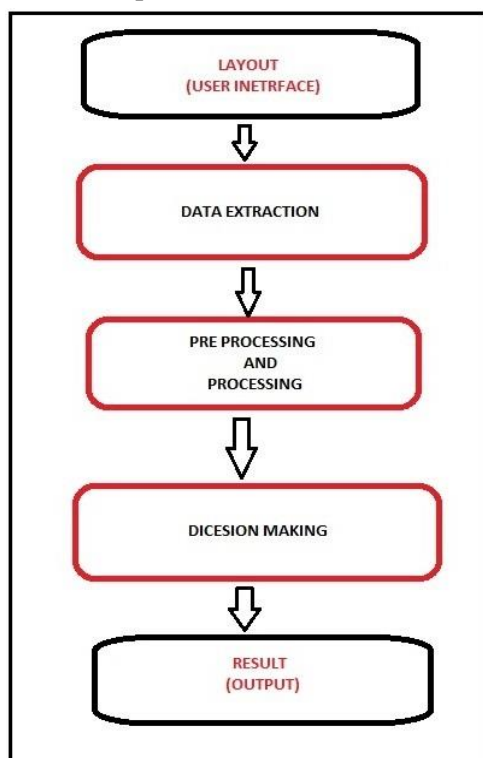 LAYOUT
(USER INETRFACE)
DATA EXTRACTION
PRE PROCESSING
AND
PROCESSING
DICESION MAKING
RESULT
(OUTPUT)